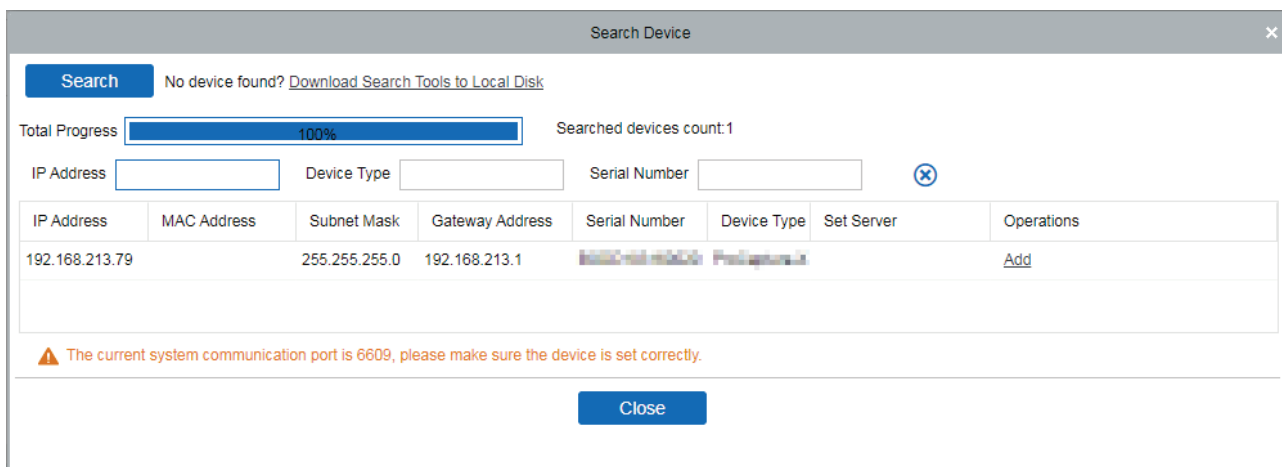 Search Device
Search No device found? Download Search Tools to Local Disk
Total Progress 100% Searched devices count:1
IP Address Device Type Serial Number
IP Address MAC Address Subnet Mask Gateway Address Serial Number Device Type Set Server Operations
192.168.213.79 255.255.255.0 192.168.213.1 Add
The current system communication port is 6609, please make sure the device is set correctly.
Close